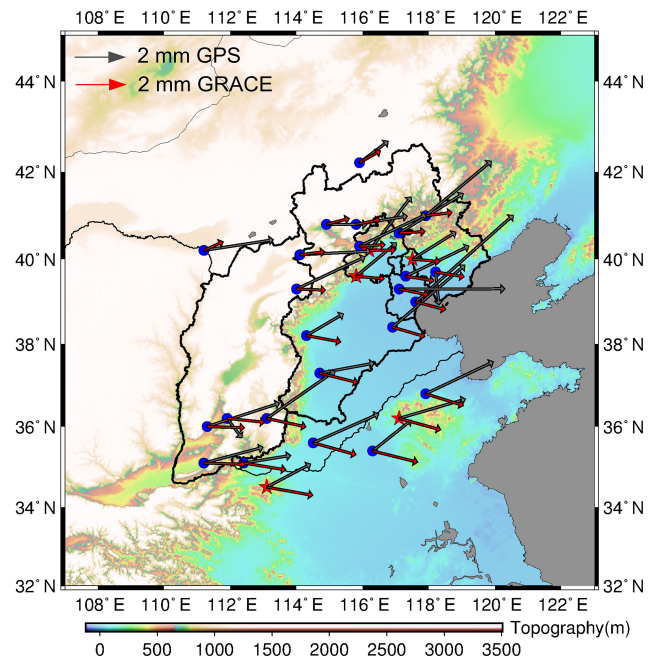 108˚E 110˚E 112˚E 114˚E 116˚E 118˚E 120˚E 122˚E
2 mm GPS
2 mm GRACE
44˚N 44˚N
42˚N 42˚N
40˚N 40˚N
38˚N 38˚N
36˚N 36˚N
34˚N 34˚N
32˚N 32˚N
108˚E 110˚E 112˚E 114˚E 116˚E 118˚E 120˚E 122˚E
Topography(m)
0 500 1000 1500 2000 2500 3000 3500